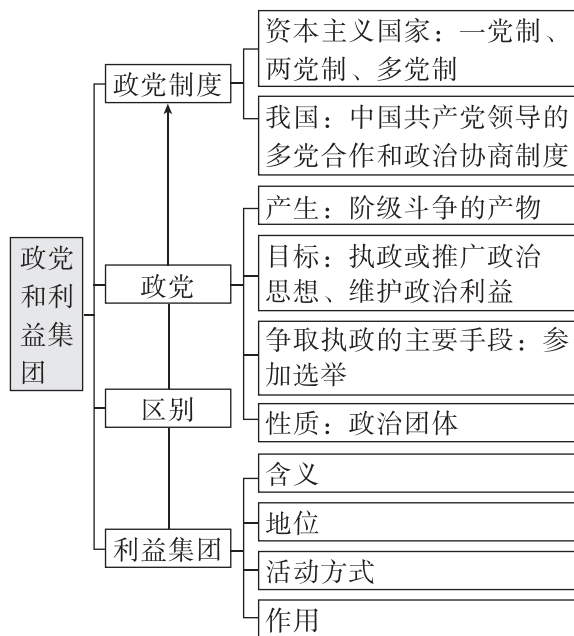 政党
和利
益集
团
政党制度
资本主义国家：一党制、
两党制、多党制
我国：中国共产党领导的
多党合作和政治协商制度
政党
产生：阶级斗争的产物
目标：执政或推广政治
思想、维护政治利益
争取执政的主要手段：参
加选举
性质：政治团体
区别
利益集团
含义
地位
活动方式
作用